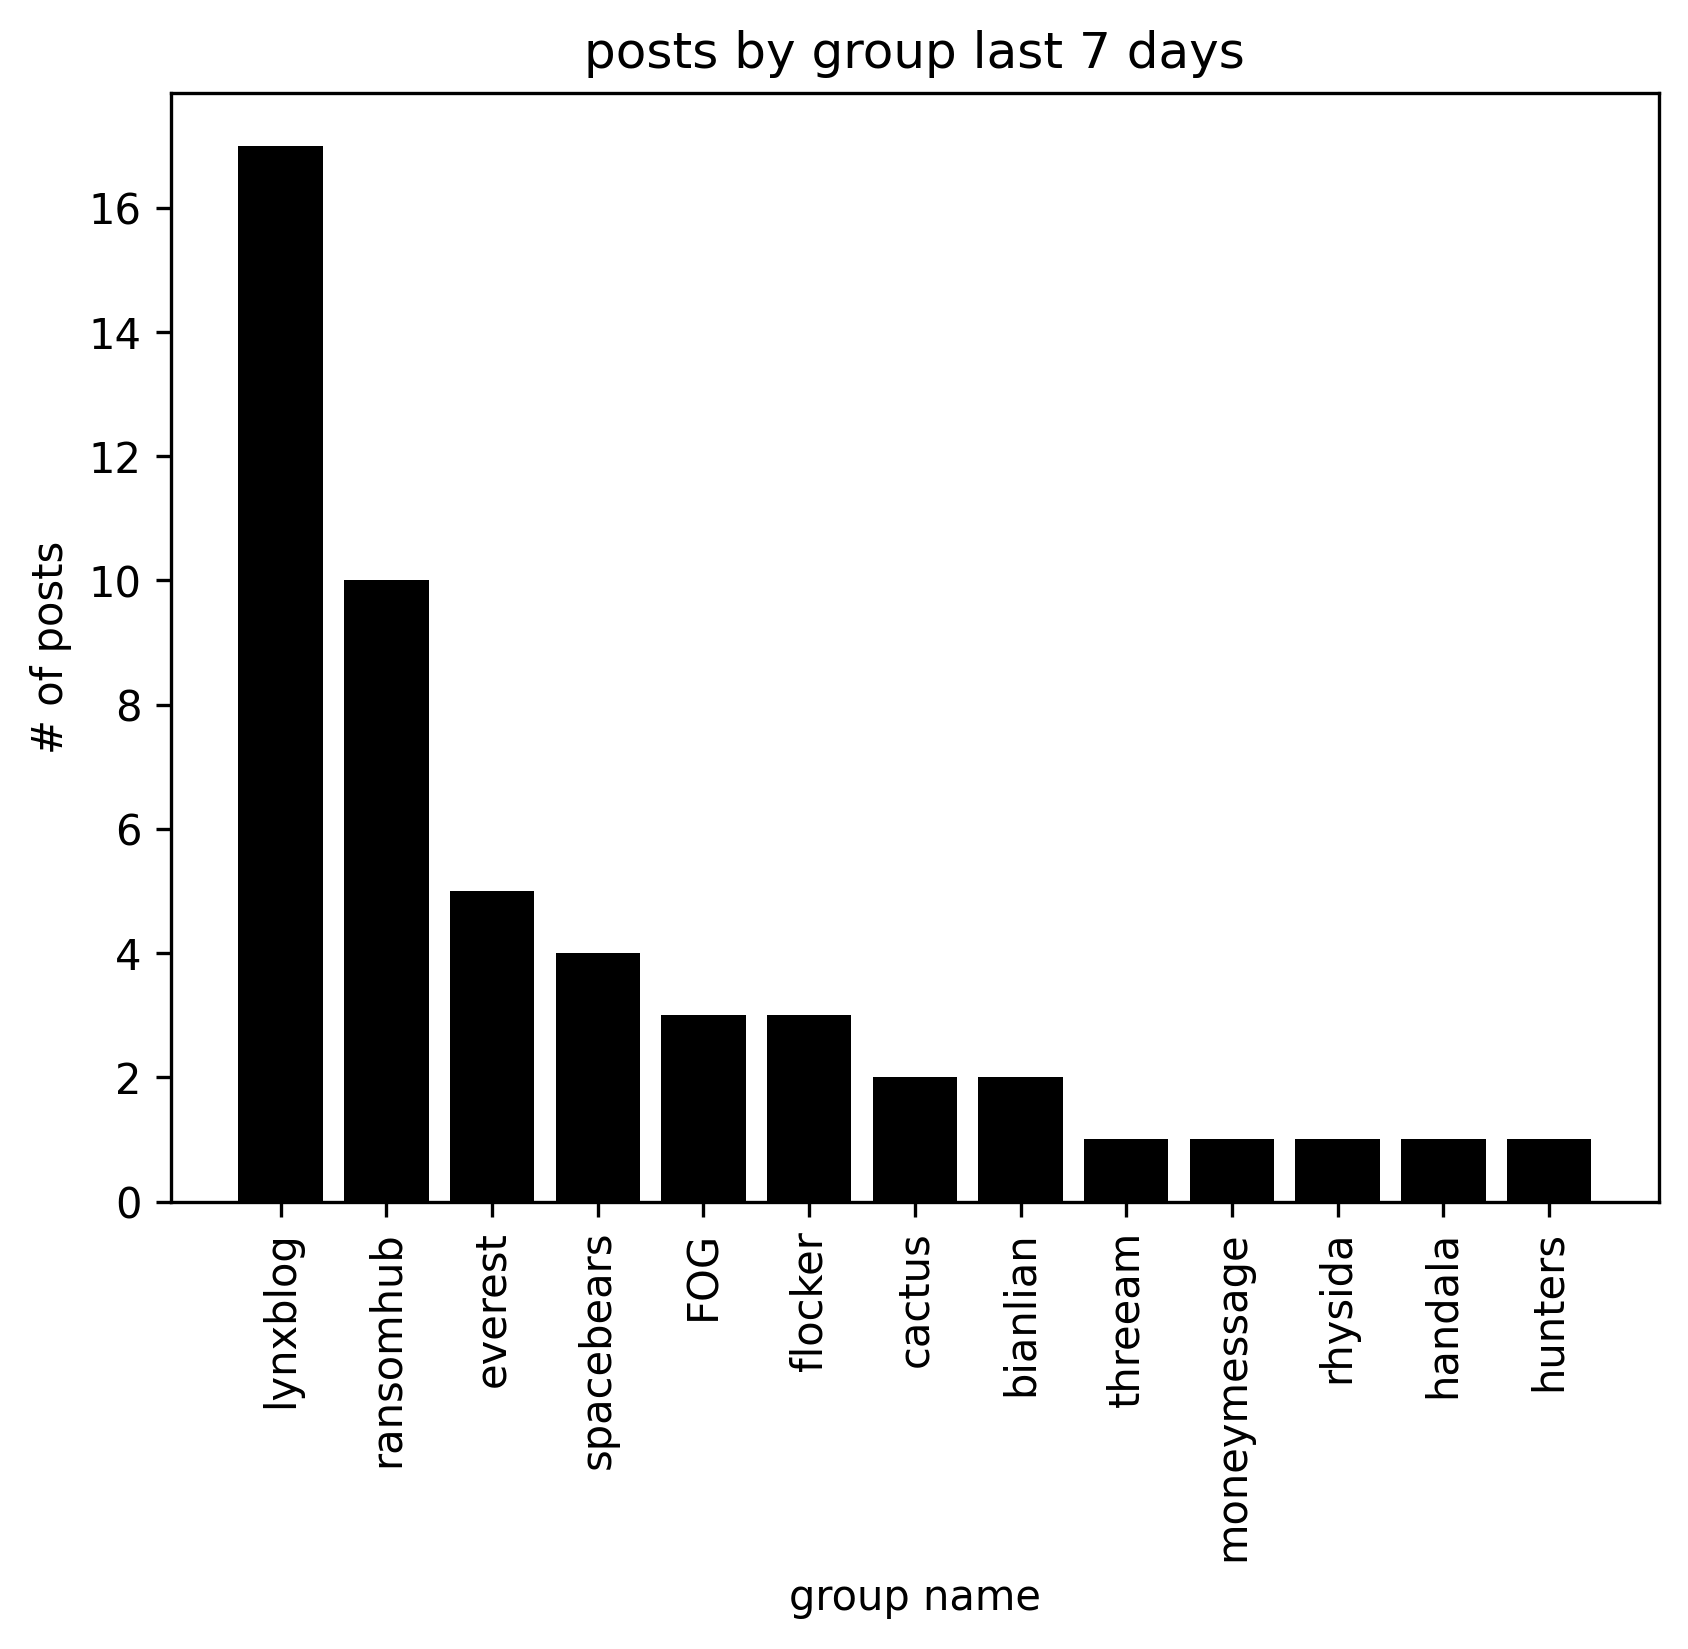 posts by group last 7 days
# of posts
16
14
12
10
8
6
4
2
0
lynxblog
ransomhub
everest
spacebears
FOG
flocker
cactus
bianlian
threeam
moneymessage
rhysida
handala
hunters
group name